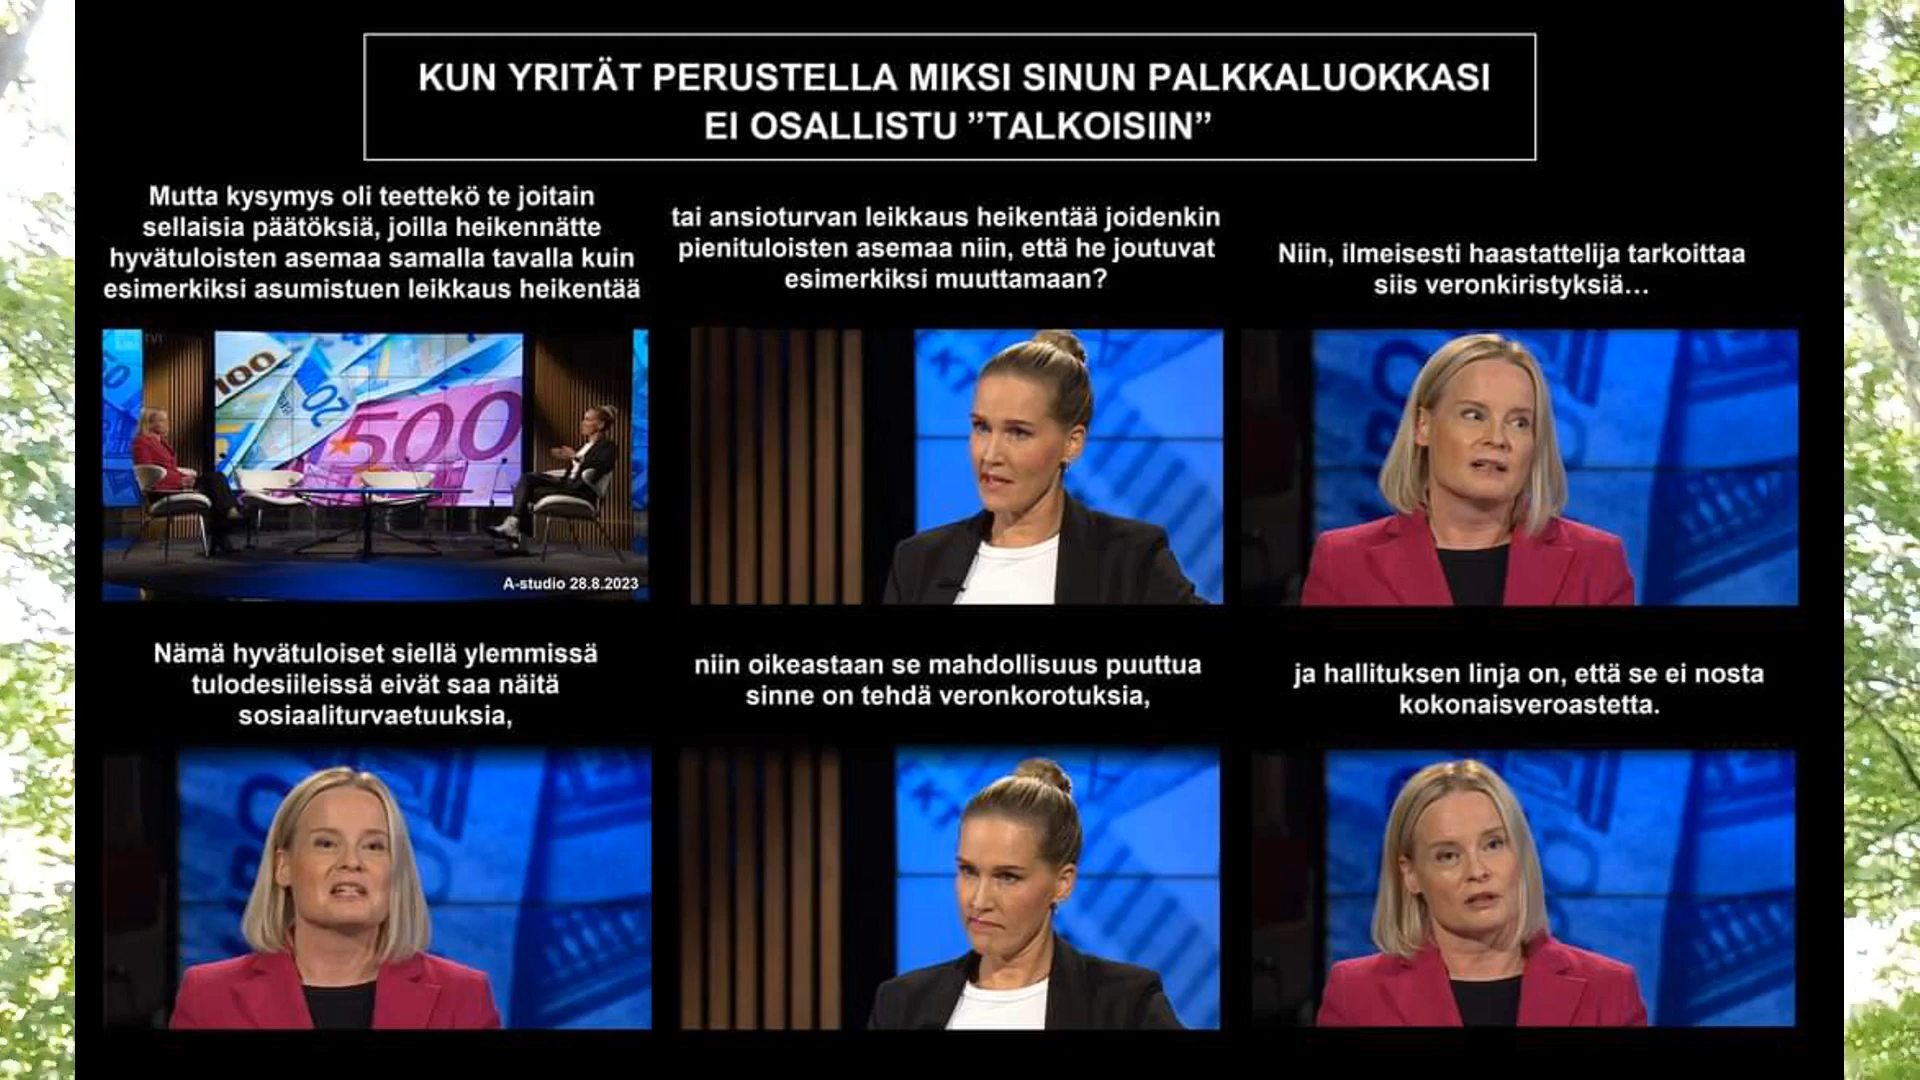 KUN YRITÄT PERUSTELLA MIKSI SINUN PALKKALUOKKASI
EI OSALLISTU ”TALKOISIIN”
Mutta kysymys oli teettekö te joitain
sellaisia päätöksiä, joilla heikennätte
hyvätuloisten asemaa samalla tavalla kuin
esimerkiksi asumistuen leikkaus heikentää
tai ansioturvan leikkaus heikentää joidenkin
pienituloisten asemaa niin, että he joutuvat
esimerkiksi muuttamaan?
Niin, ilmeisesti haastattelija tarkoittaa
siis veronkiristyksiä…
100
20
500
A-studio 28.8.2023
Nämä hyvätuloiset siellä ylemmissä
tulodesiileissä eivät saa näitä
sosiaaliturvaetuuksia,
niin oikeastaan se mahdollisuus puuttua
sinne on tehdä veronkorotuksia,
ja hallituksen linja on, että se ei nosta
kokonaisveroastetta.